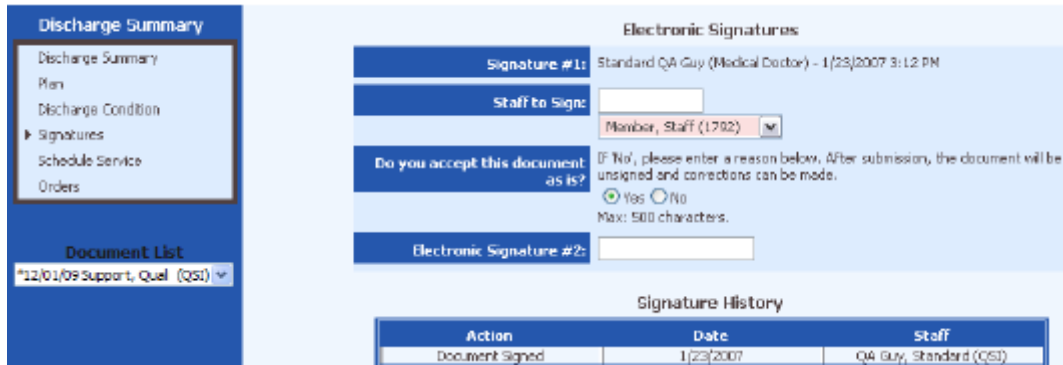 Discharge Summary
Discharge Summary
Plan
Discharge Condition
Signatures
Schedule Service
Orders
Document List
*12/01/09 Support, Qual (QSI)
Electronic Signatures
Signature #1: Standard QA Guy (Medical Doctor) - 1/23/2007 3:12 PM
Staff to Sign:
Member, Staff (1792)
Do you accept this document as is?
If 'No', please enter a reason below. After submission, the document will be
unsigned and corrections can be made.
Yes No
Max: 500 characters.
Electronic Signature #2:
Signature History
Action Date Staff
Document Signed 1/23/2007 QA Guy, Standard (QSI)